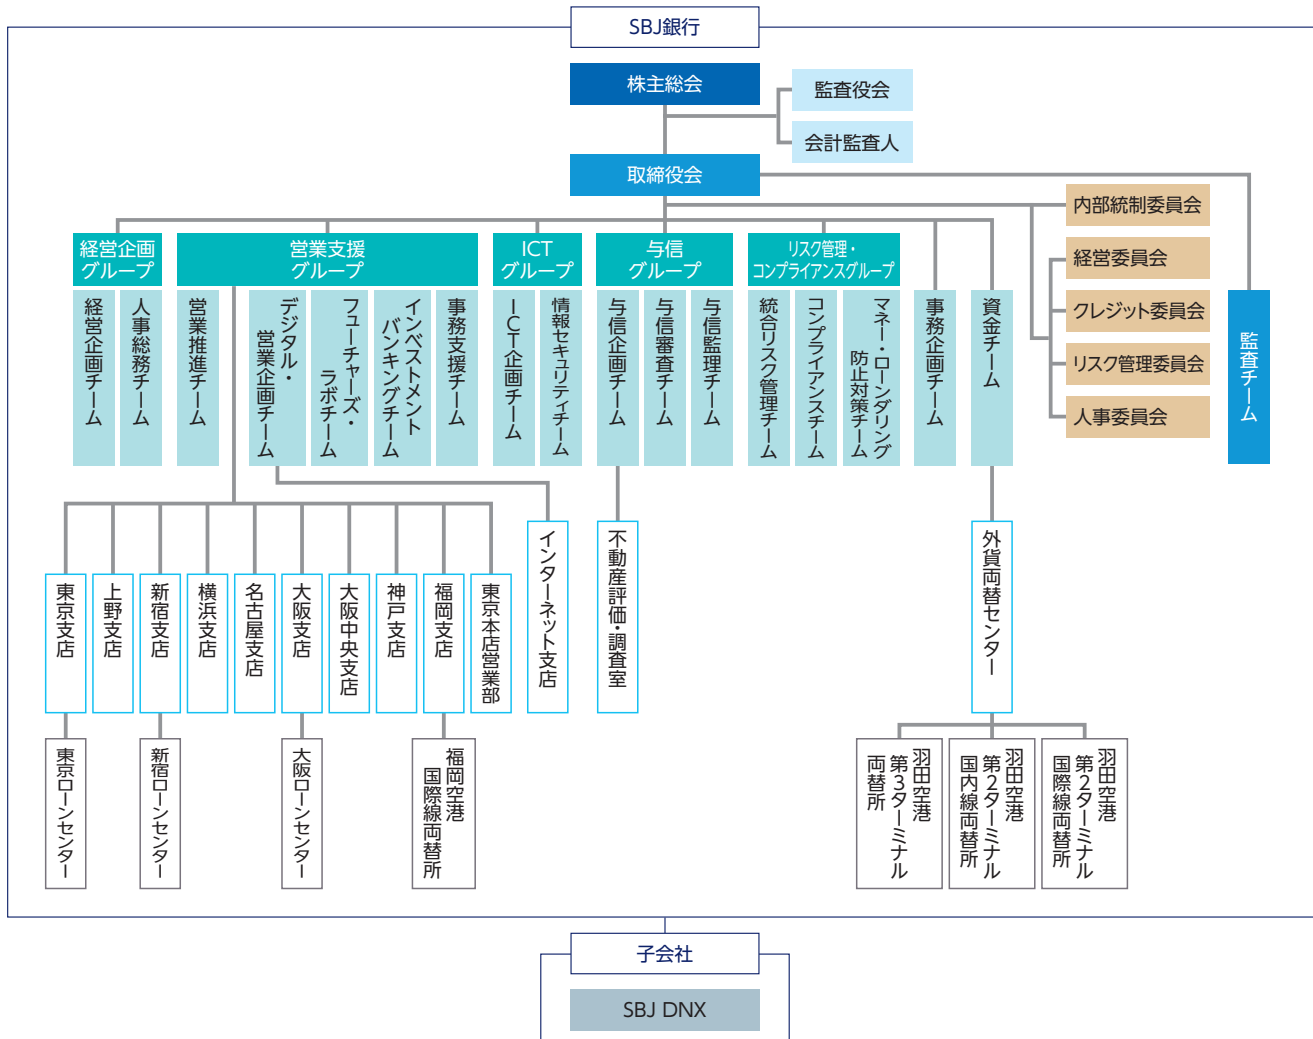 SBJ銀行
株主総会
監査役会
会計監査人
取締役会
内部統制委員会
経営委員会
クレジット委員会
リスク管理委員会
人事委員会
監査チーム
経営企画
グループ
営業支援
グループ
ICT
グループ
与信
グループ
リスク管理・
コンプライアンスグループ
経営企画チーム
人事総務チーム
営業推進チーム
デジタル・
営業企画チーム
フューチャーズ・
ラボチーム
インベストメント
バンキングチーム
事務支援チーム
ICT企画チーム
情報セキュリティチーム
与信企画チーム
与信審査チーム
与信監理チーム
統合リスク管理チーム
コンプライアンスチーム
マネー・ローンダリング
防止対策チーム
事務企画チーム
資金チーム
東京支店
上野支店
新宿支店
横浜支店
名古屋支店
大阪支店
大阪中央支店
神戸支店
福岡支店
東京本店営業部
インターネット支店
不動産評価・調査室
外貨両替センター
東京ローンセンター
新宿ローンセンター
大阪ローンセンター
福岡空港
国際線両替所
羽田空港
第3ターミナル
両替所
羽田空港
第2ターミナル
国内線両替所
羽田空港
第2ターミナル
国際線両替所
子会社
SBJ DNX